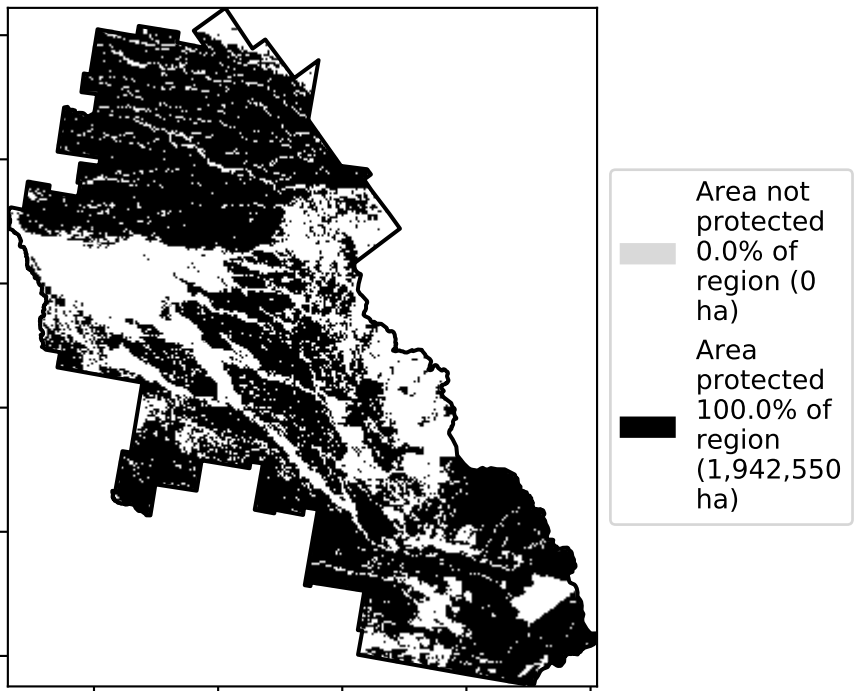 Area not
protected
0.0% of
region (0
ha)
Area
protected
100.0% of
region
(1,942,550
ha)